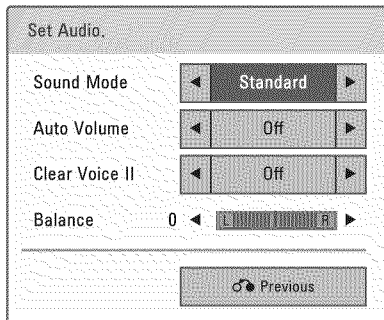 Set Audio.
Sound Mode ◄ Standard ►
Auto Volume ◄ Off ►
Clear Voice II ◄ Off ►
Balance 0 ◄ L R ►
Previous